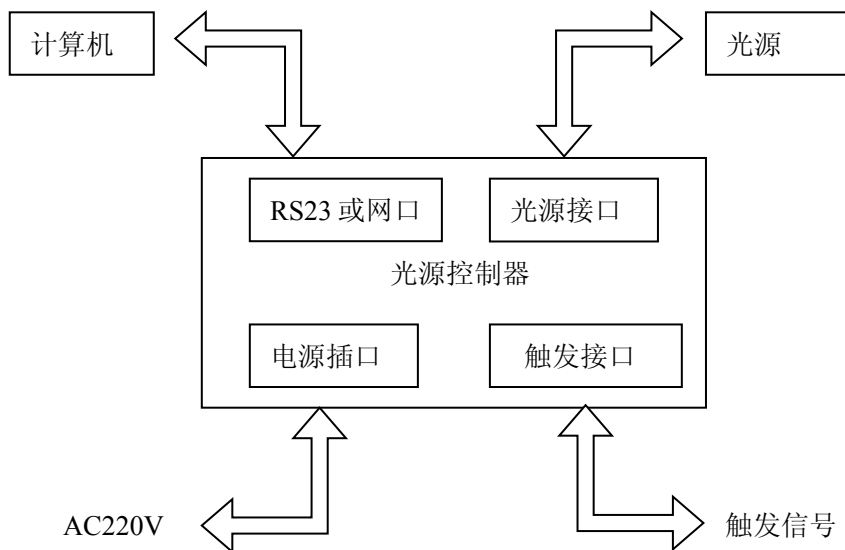 计算机
光源
RS23 或网口
光源接口
光源控制器
电源插口
触发接口
AC220V
触发信号